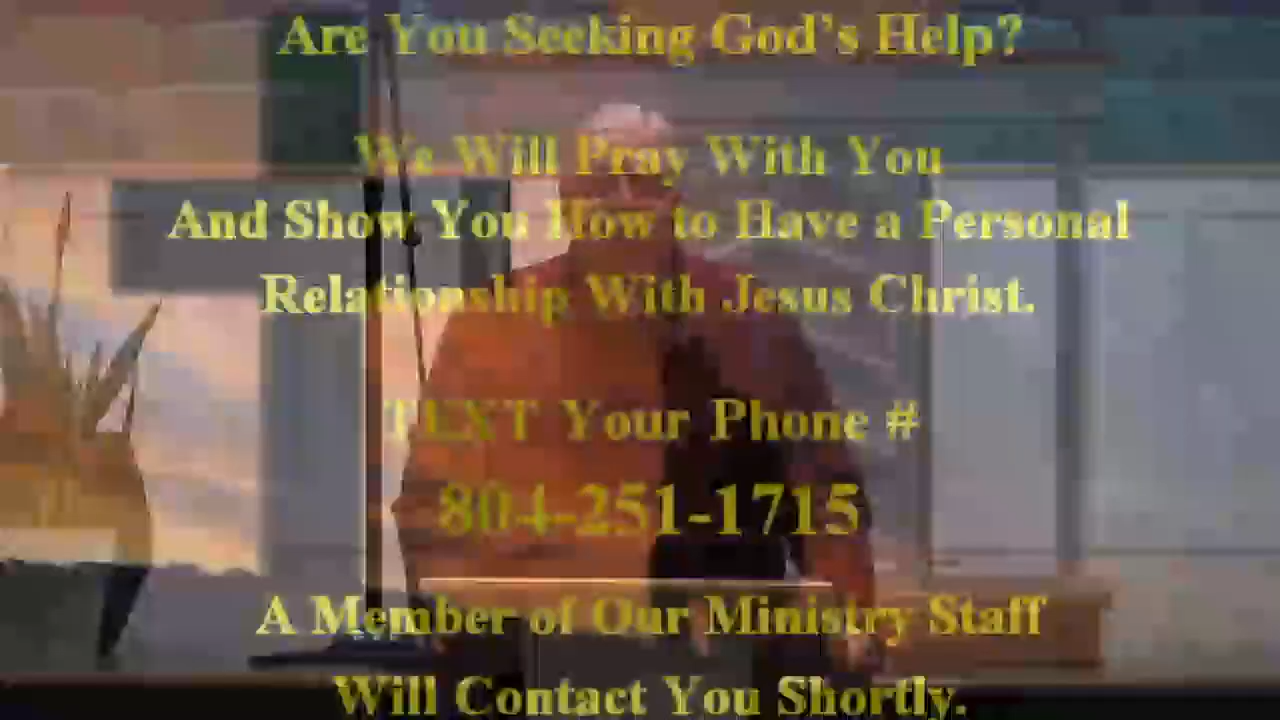 Are You Seeking God's Help?
We Will Pray With You
And Show You How to Have a Personal
Relationship With Jesus Christ.
TEXT Your Phone #
804-251-1715
A Member of Our Ministry Staff
Will Contact You Shortly.